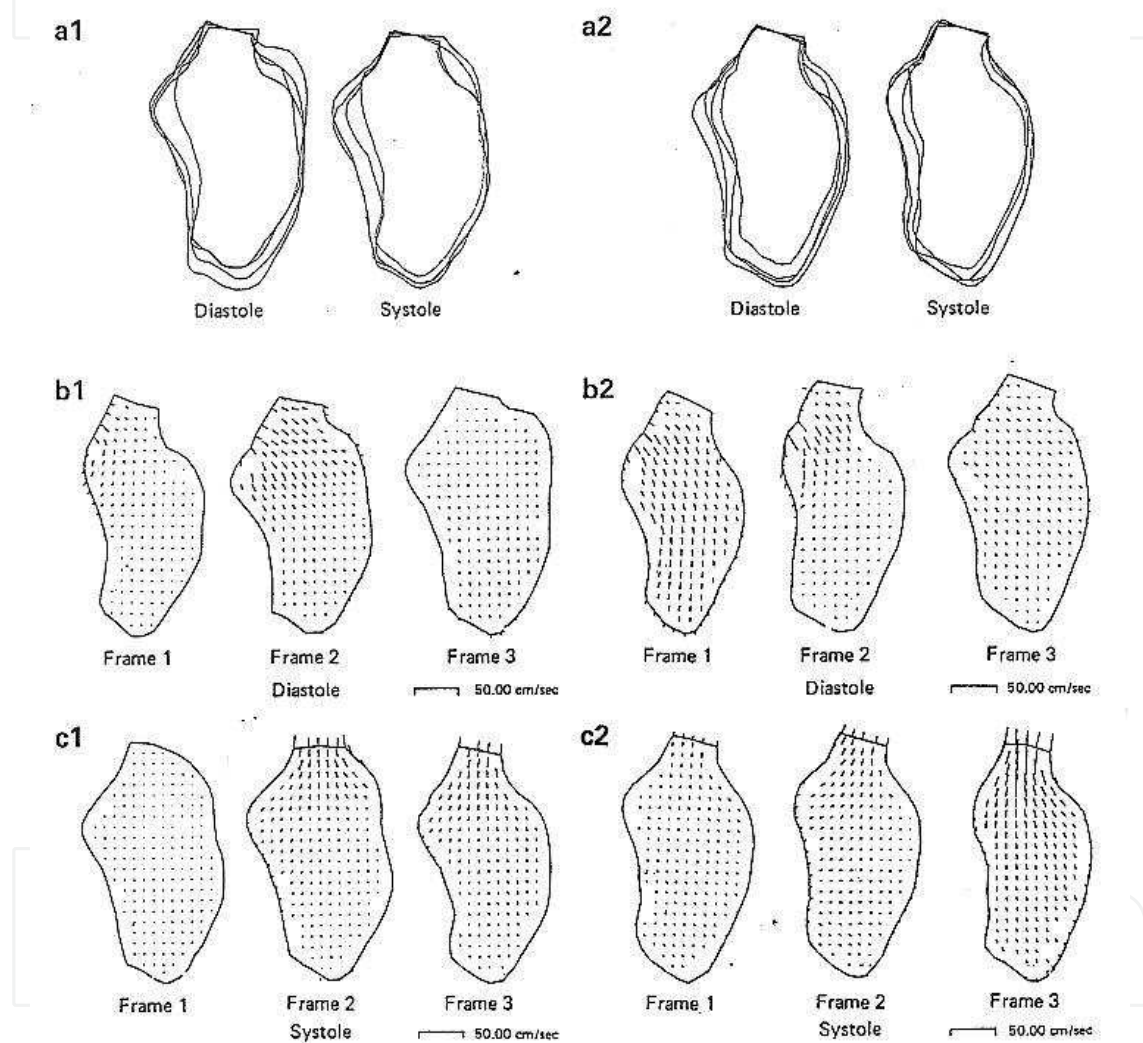 a1 a2
Diastole Systole Diastole Systole
b1 b2
Frame 1 Frame 2 Frame 3 Frame 1 Frame 2 Frame 3
Diastole 50.00 cm/sec Diastole 50.00 cm/sec
c1 c2
Frame 1 Frame 2 Frame 3 Frame 1 Frame 2 Frame 3
Systole 50.00 cm/sec Systole 50.00 cm/sec